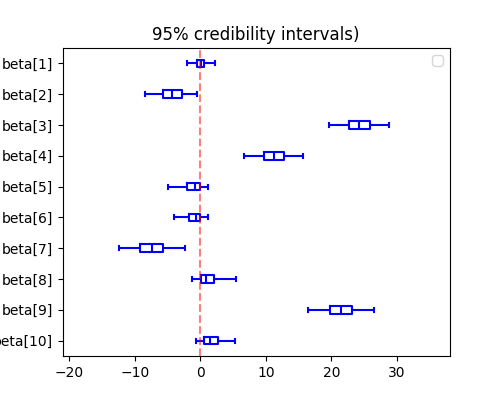 95% credibility intervals)
beta[1]
beta[2]
beta[3]
beta[4]
beta[5]
beta[6]
beta[7]
beta[8]
beta[9]
beta[10]
−20 −10 0 10 20 30